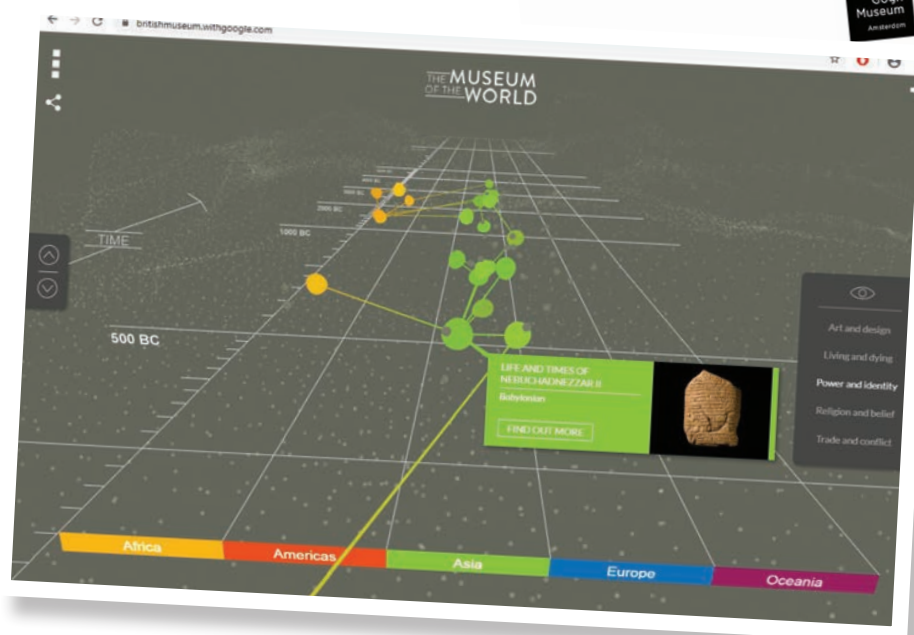 Gogh
Museum
Amsterdam
britishmuseum.withgoogle.com
THE MUSEUM
OF THE WORLD
TIME
2000 BC
1000 BC
500 BC
LIFE AND TIMES OF
NEBUCHADNEZZAR II
Babylonian
FIND OUT MORE
Art and design
Living and dying
Power and identity
Religion and belief
Trade and conflict
Africa
Americas
Asia
Europe
Oceania